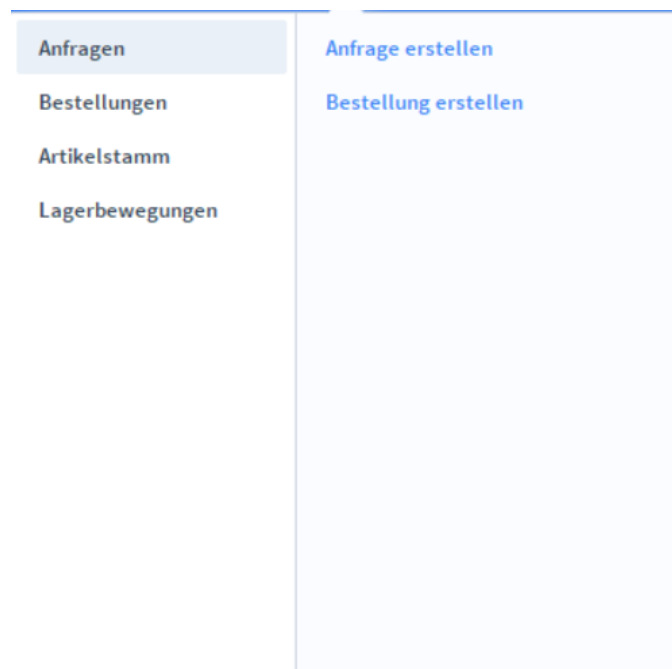 Anfragen
Bestellungen
Artikelstamm
Lagerbewegungen
Anfrage erstellen
Bestellung erstellen